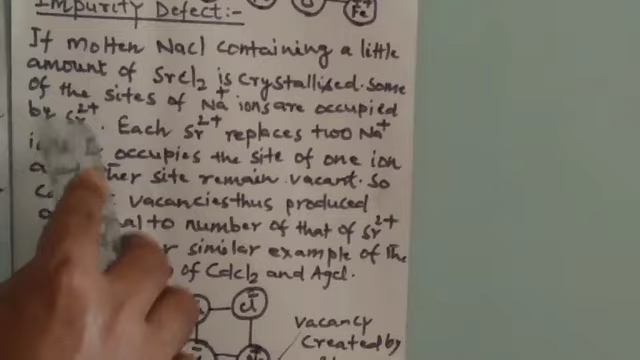 Fe²⁺
Impurity Defect:-
If Molten Nacl containing a little
amount of SrCl₂ is crystallised. Some
of the sites of Na⁺ ions are occupied
by Sr²⁺. Each Sr²⁺ replaces two Na⁺
occupies the site of one ion
site remain vacant. So
vacancies thus produced
to number of that of Sr²⁺
similar example of the
of Cdcl₂ and Agcl.
Cl⁻
vacancy
created by